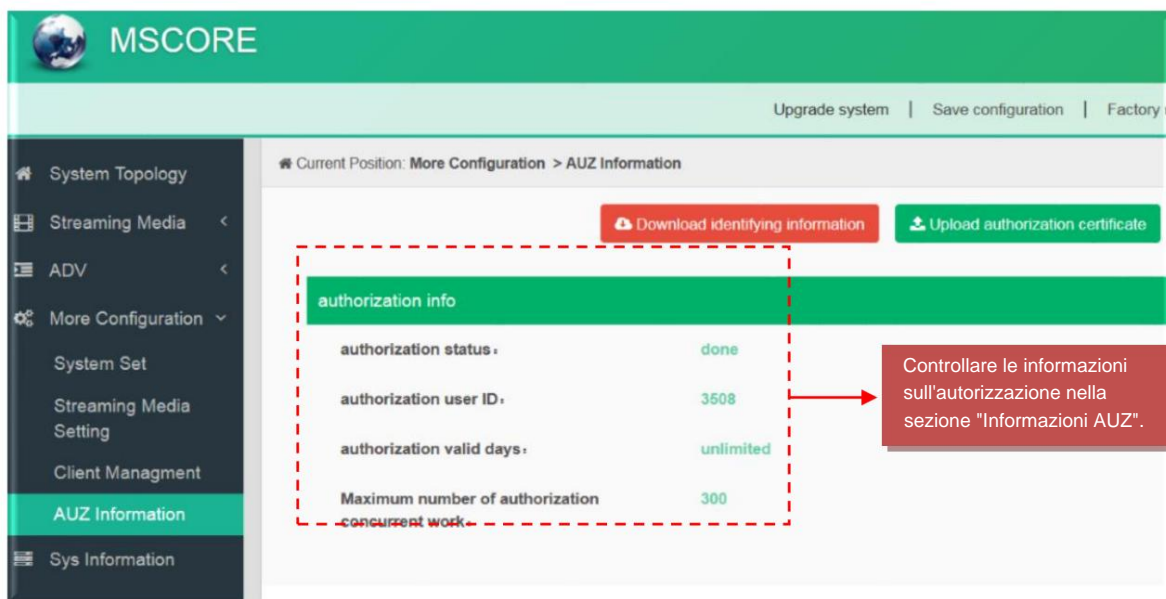 MSCORE
Upgrade system | Save configuration | Factory
Current Position: More Configuration > AUZ Information
System Topology
Streaming Media
ADV
More Configuration
System Set
Streaming Media
Setting
Client Managment
AUZ Information
Sys Information
Download identifying information
Upload authorization certificate
authorization info
authorization status: done
authorization user ID: 3508
authorization valid days: unlimited
Maximum number of authorization 300
concurrent work:
Controllare le informazioni
sull'autorizzazione nella
sezione "Informazioni AUZ".